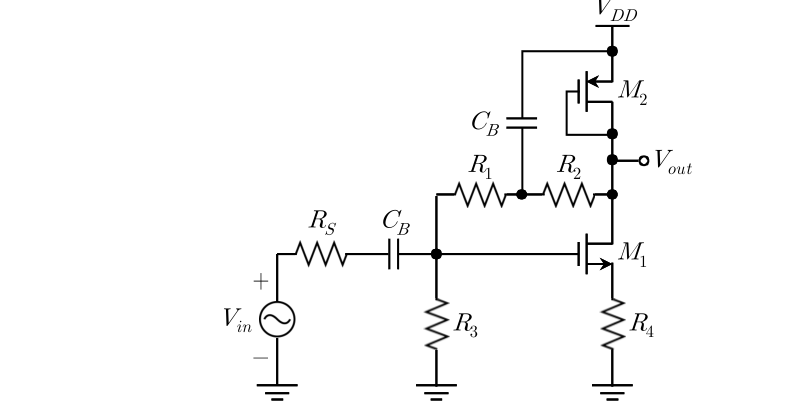 V_DD
M_2
C_B
V_out
R_1 R_2
R_S C_B
M_1
+
V_in R_3 R_4
−